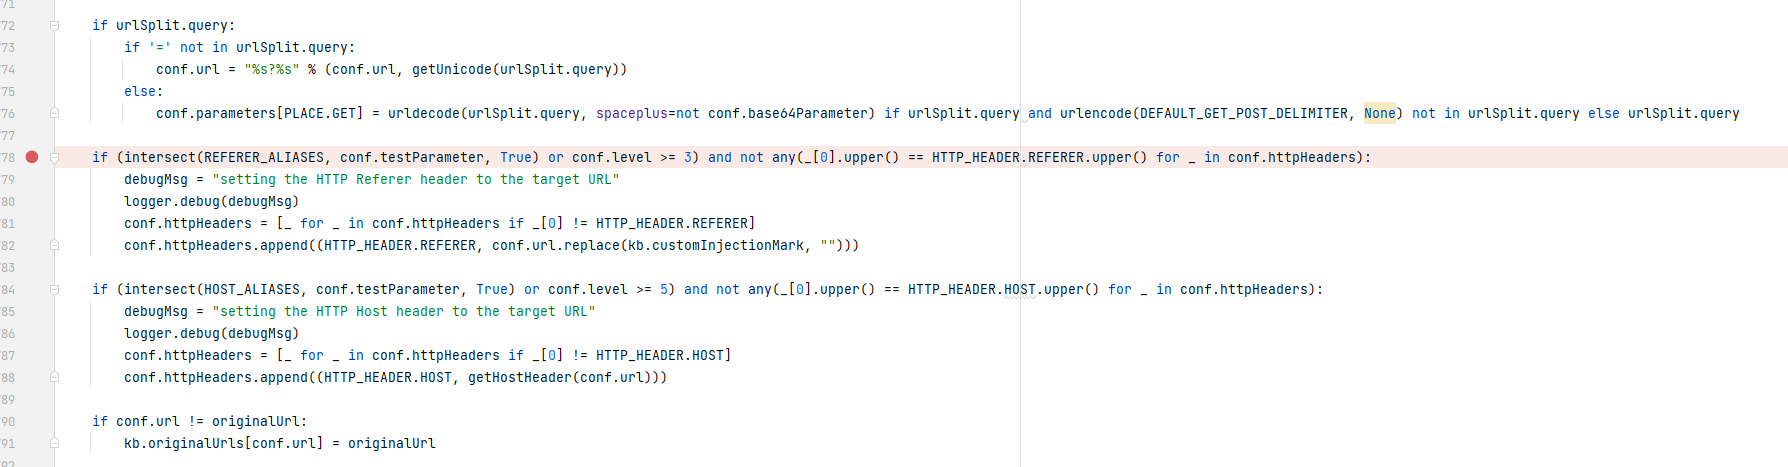 71
72    if urlSplit.query:
73        if '=' not in urlSplit.query:
74            conf.url = "%s?%s" % (conf.url, getUnicode(urlSplit.query))
75        else:
76            conf.parameters[PLACE.GET] = urldecode(urlSplit.query, spaceplus=not conf.base64Parameter) if urlSplit.query and urlencode(DEFAULT_GET_POST_DELIMITER, None) not in urlSplit.query else urlSplit.query
77
78    if (intersect(REFERER_ALIASES, conf.testParameter, True) or conf.level >= 3) and not any(_[0].upper() == HTTP_HEADER.REFERER.upper() for _ in conf.httpHeaders):
79        debugMsg = "setting the HTTP Referer header to the target URL"
80        logger.debug(debugMsg)
81        conf.httpHeaders = [_ for _ in conf.httpHeaders if _[0] != HTTP_HEADER.REFERER]
82        conf.httpHeaders.append((HTTP_HEADER.REFERER, conf.url.replace(kb.customInjectionMark, "")))
83
84    if (intersect(HOST_ALIASES, conf.testParameter, True) or conf.level >= 5) and not any(_[0].upper() == HTTP_HEADER.HOST.upper() for _ in conf.httpHeaders):
85        debugMsg = "setting the HTTP Host header to the target URL"
86        logger.debug(debugMsg)
87        conf.httpHeaders = [_ for _ in conf.httpHeaders if _[0] != HTTP_HEADER.HOST]
88        conf.httpHeaders.append((HTTP_HEADER.HOST, getHostHeader(conf.url)))
89
90    if conf.url != originalUrl:
91        kb.originalUrls[conf.url] = originalUrl
92